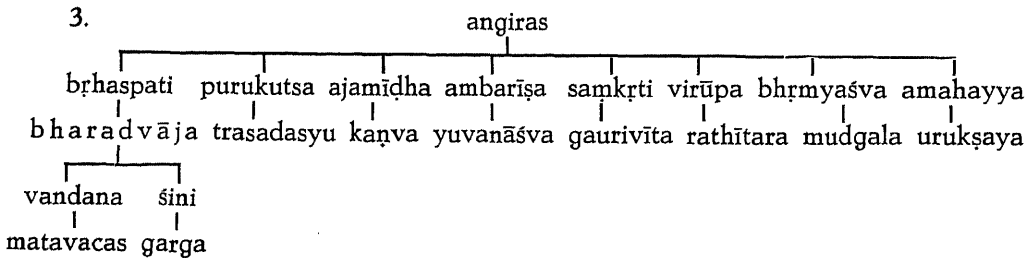 3.
angiras
bṛhaspati purukutsa ajamīḍha ambarīṣa saṃkṛti virūpa bhṛmyaśva amahayya
bharadvāja trasadasyu kaṇva yuvanāśva gaurivīta rathītara mudgala urukṣaya
vandana śini
matavacas garga